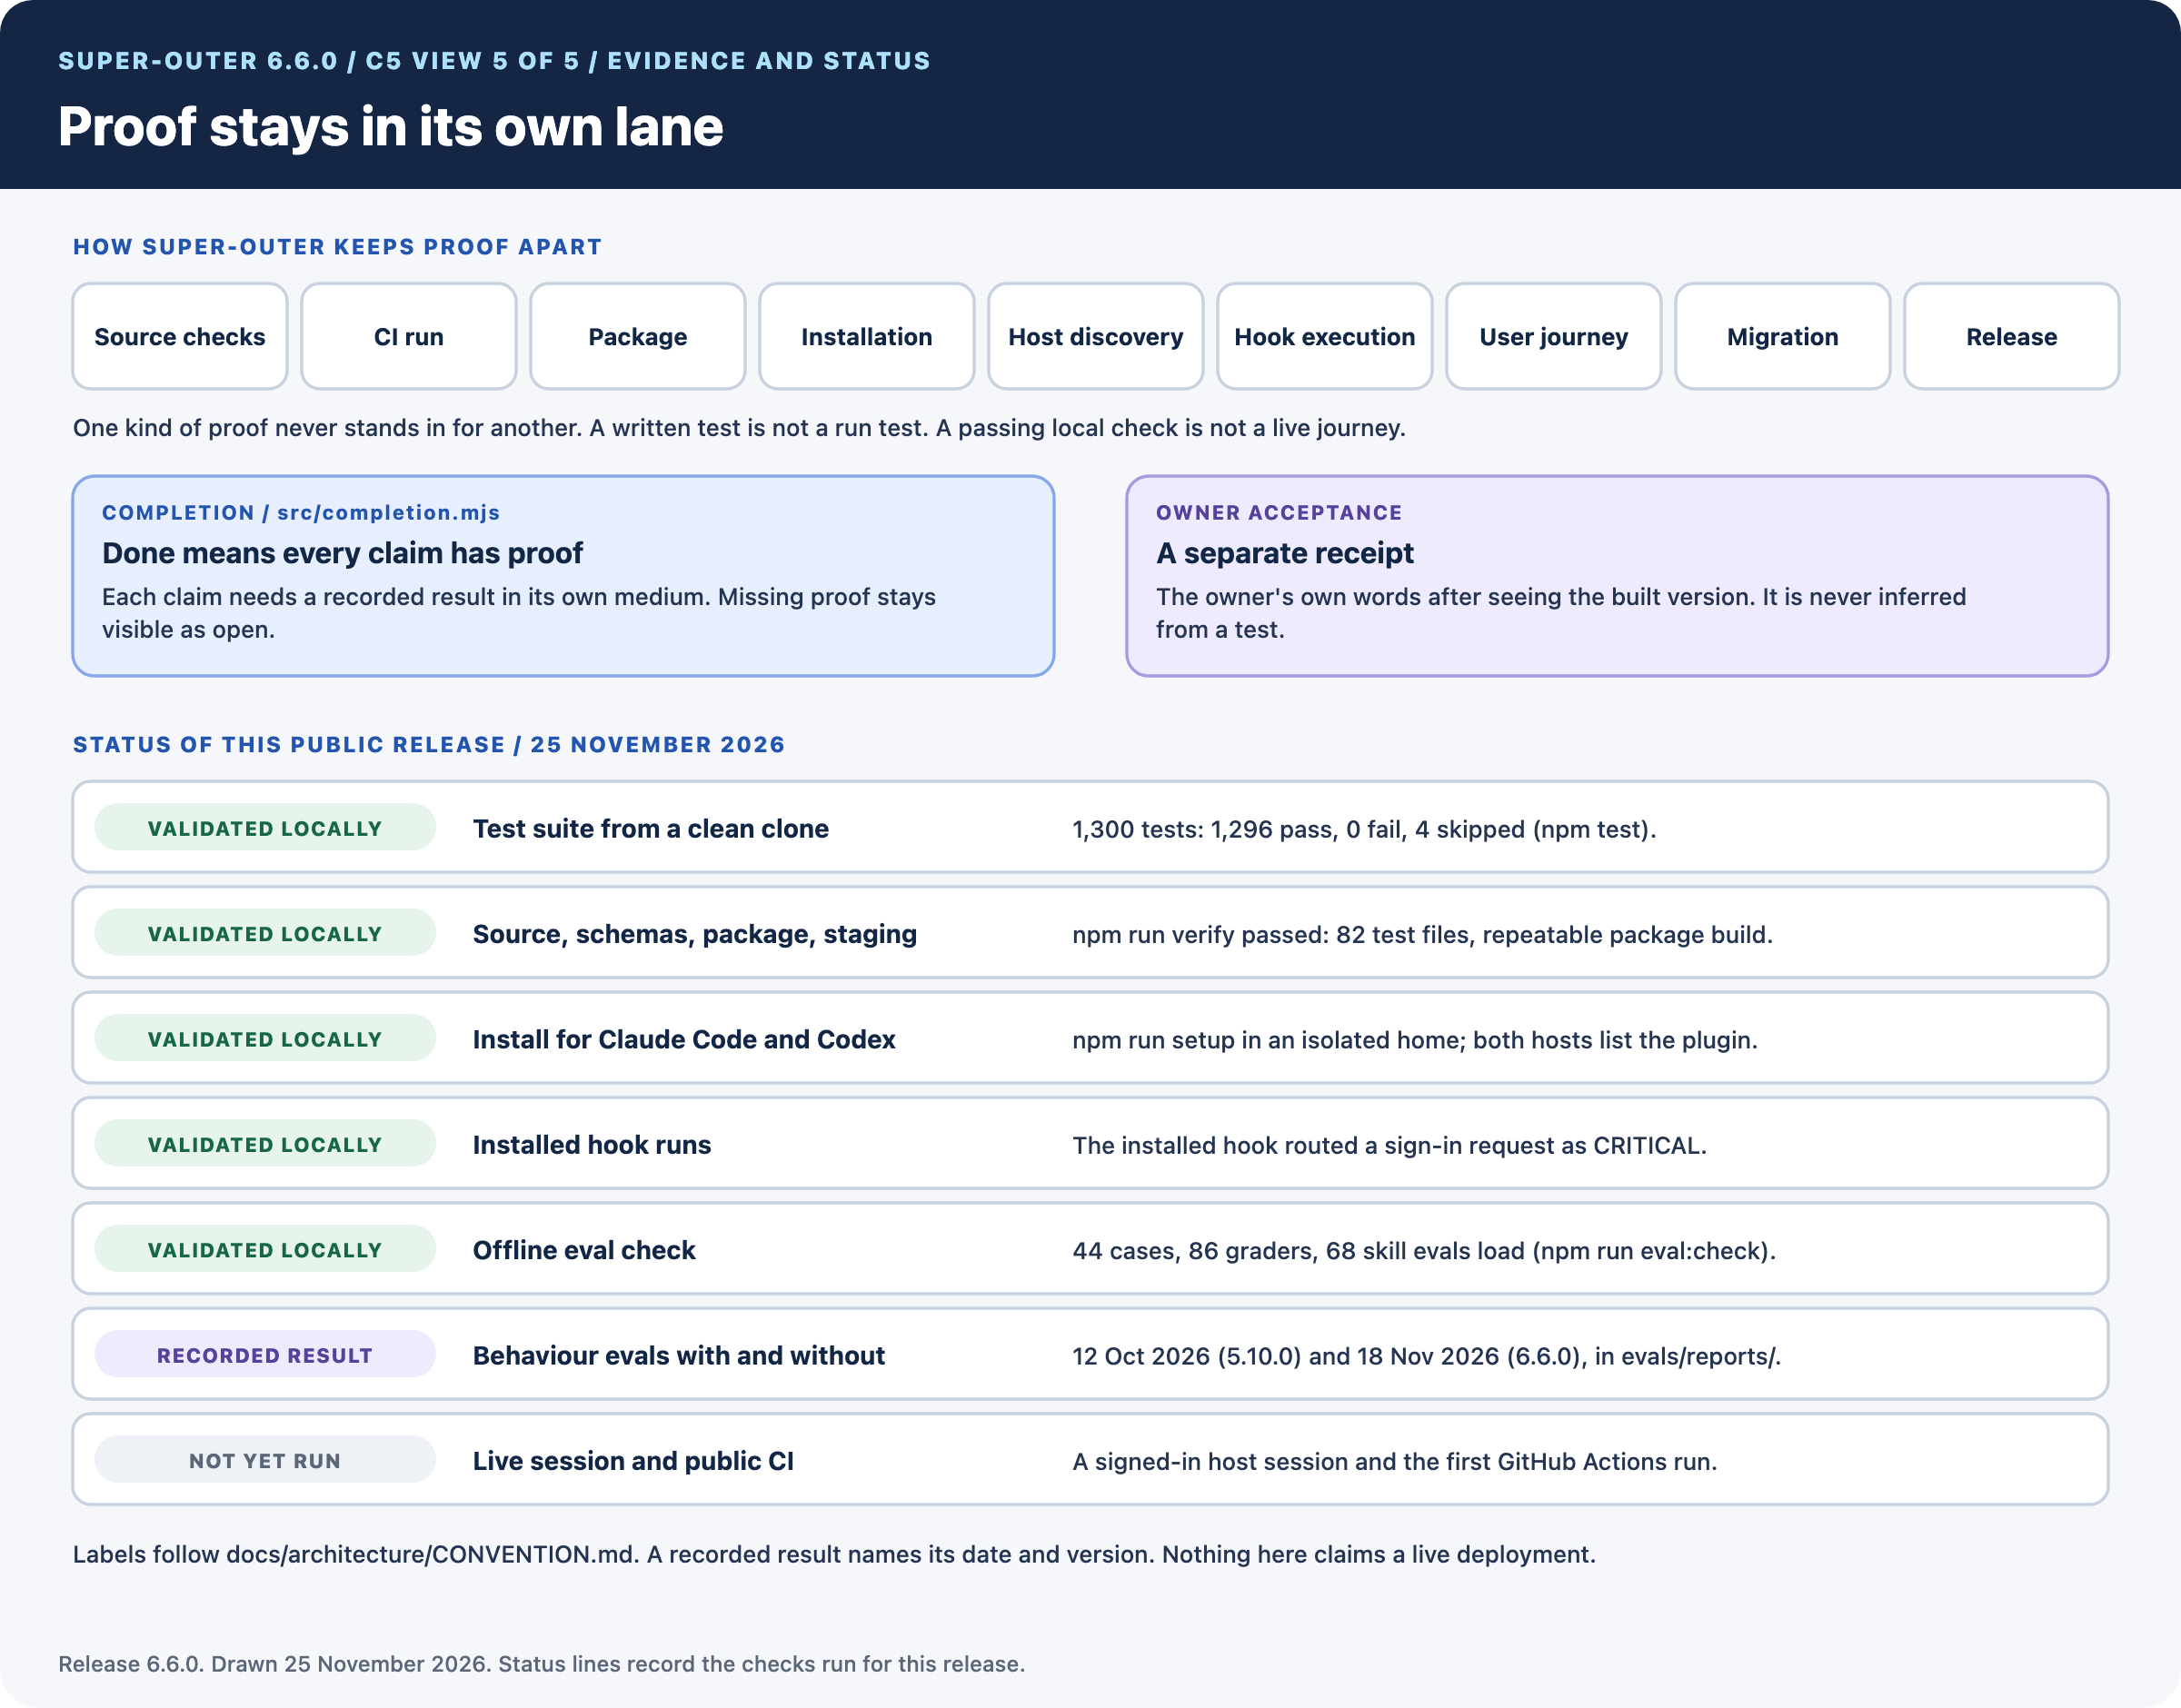 SUPER-OUTER 6.6.0 / C5 VIEW 5 OF 5 / EVIDENCE AND STATUS
Proof stays in its own lane
HOW SUPER-OUTER KEEPS PROOF APART
Source checks
CI run
Package
Installation
Host discovery
Hook execution
User journey
Migration
Release
One kind of proof never stands in for another. A written test is not a run test. A passing local check is not a live journey.
COMPLETION / src/completion.mjs
Done means every claim has proof
Each claim needs a recorded result in its own medium. Missing proof stays
visible as open.
OWNER ACCEPTANCE
A separate receipt
The owner's own words after seeing the built version. It is never inferred
from a test.
STATUS OF THIS PUBLIC RELEASE / 25 NOVEMBER 2026
VALIDATED LOCALLY Test suite from a clean clone 1,300 tests: 1,296 pass, 0 fail, 4 skipped (npm test).
VALIDATED LOCALLY Source, schemas, package, staging npm run verify passed: 82 test files, repeatable package build.
VALIDATED LOCALLY Install for Claude Code and Codex npm run setup in an isolated home; both hosts list the plugin.
VALIDATED LOCALLY Installed hook runs The installed hook routed a sign-in request as CRITICAL.
VALIDATED LOCALLY Offline eval check 44 cases, 86 graders, 68 skill evals load (npm run eval:check).
RECORDED RESULT Behaviour evals with and without 12 Oct 2026 (5.10.0) and 18 Nov 2026 (6.6.0), in evals/reports/.
NOT YET RUN Live session and public CI A signed-in host session and the first GitHub Actions run.
Labels follow docs/architecture/CONVENTION.md. A recorded result names its date and version. Nothing here claims a live deployment.
Release 6.6.0. Drawn 25 November 2026. Status lines record the checks run for this release.